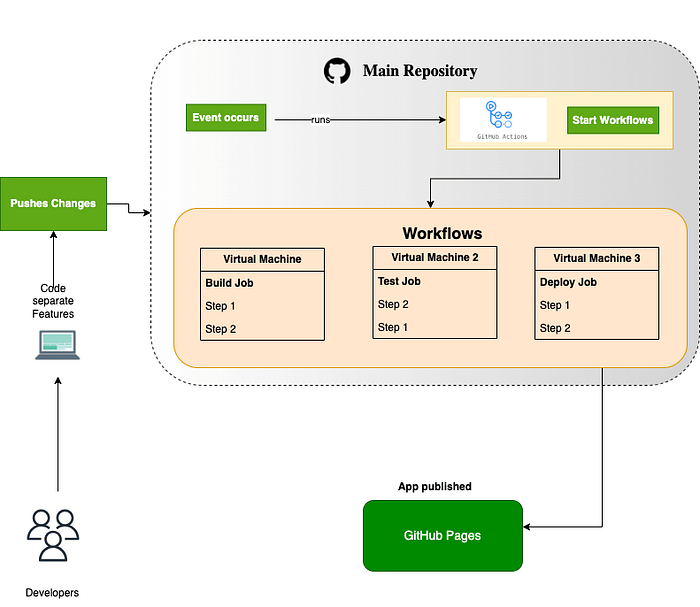 Main Repository
Event occurs
runs
GitHub Actions
Start Workflows
Pushes Changes
Workflows
Virtual Machine
Build Job
Step 1
Step 2
Virtual Machine 2
Test Job
Step 2
Step 1
Virtual Machine 3
Deploy Job
Step 1
Step 2
Code
separate
Features
App published
GitHub Pages
Developers